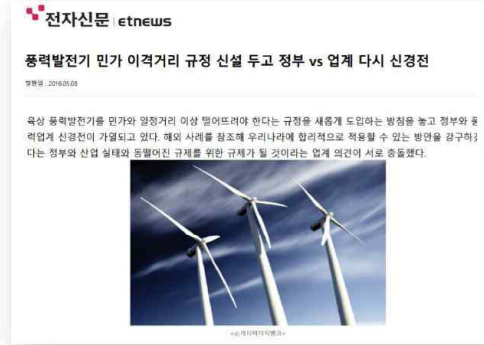 전자신문 etnews
풍력발전기 민가 이격거리 규정 신설 두고 정부 vs 업계 다시 신경전
발행일 : 2016.05.08
육상 풍력발전기를 민가와 일정거리 이상 떨어뜨려야 한다는 규정을 새롭게 도입하는 방침을 놓고 정부와 풍
력업계 신경전이 가열되고 있다. 해외 사례를 참조해 우리나라에 합리적으로 적용할 수 있는 방안을 강구하겠
다는 정부와 산업 실태와 동떨어진 규제를 위한 규제가 될 것이라는 업계 의견이 서로 충돌했다.